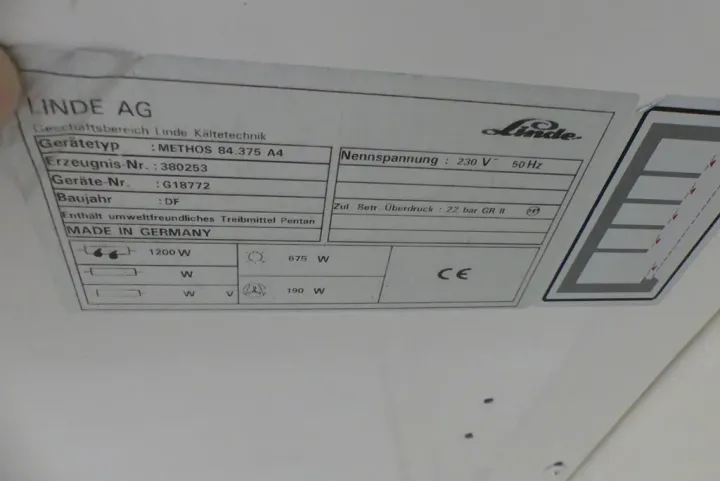 LINDE AG
Geschäftsbereich Linde Kältetechnik
Linde
Gerätetyp : METHOS 84.375 A4
Erzeugnis-Nr. : 380253
Geräte-Nr. : G18772
Baujahr : DF
Enthält umweltfreundliches Treibmittel Pentan
MADE IN GERMANY
Nennspannung : 230 V~ 50 Hz
Zul. Betr. Überdruck : 22 bar GR II
1200 W
W
W V
675 W
190 W
CE